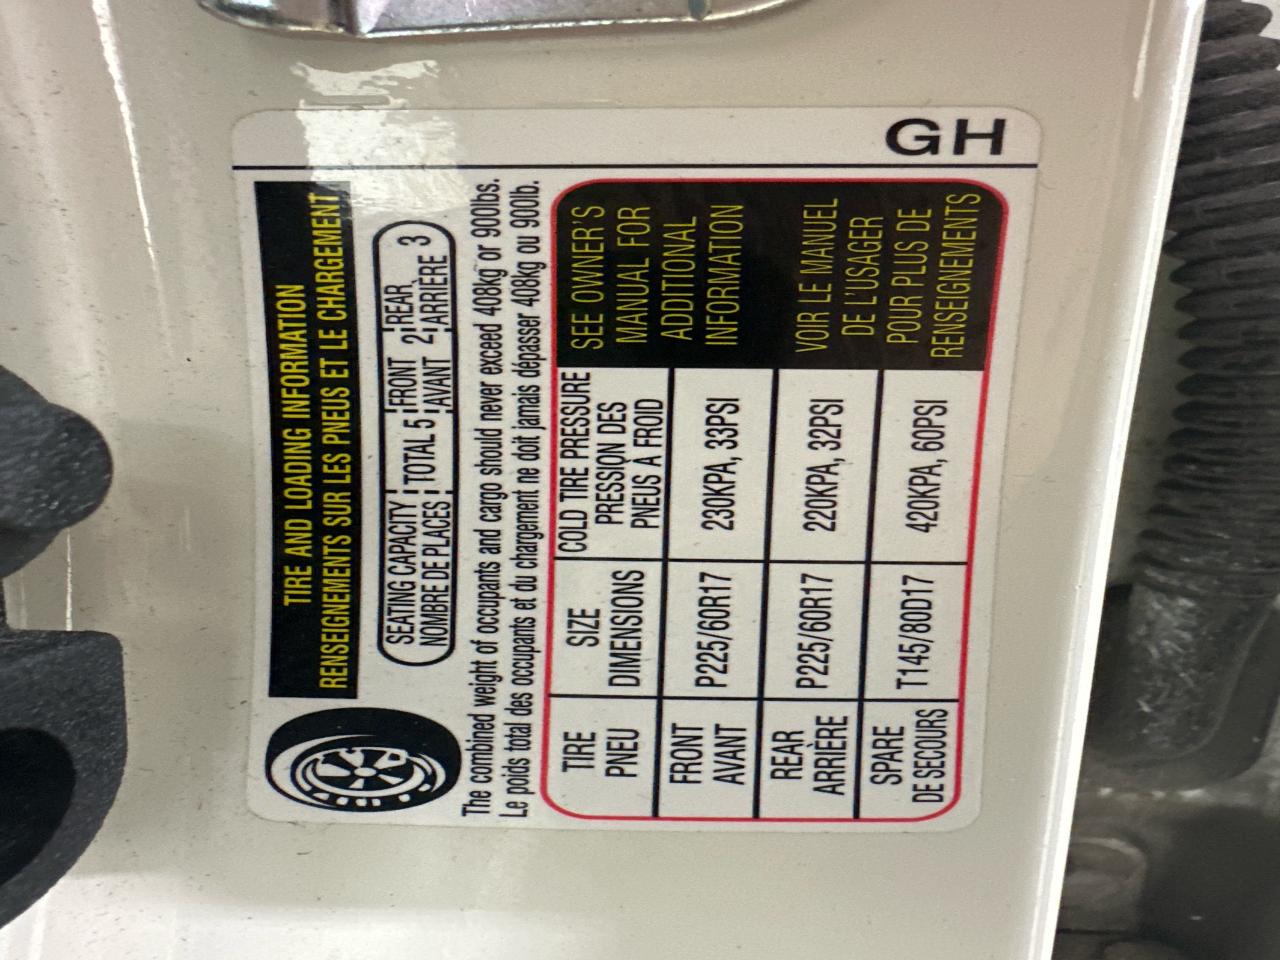 TIRE AND LOADING INFORMATION
RENSEIGNEMENTS SUR LES PNEUS ET LE CHARGEMENT
GH
SEATING CAPACITY TOTAL 5 FRONT 2 REAR 3
NOMBRE DE PLACES AVANT ARRIÈRE
The combined weight of occupants and cargo should never exceed 408kg or 900lbs.
Le poids total des occupants et du chargement ne doit jamais dépasser 408kg ou 900lb.
TIRE
PNEU
SIZE
DIMENSIONS
COLD TIRE PRESSURE
PRESSION DES
PNEUS À FROID
FRONT
AVANT
P225/60R17
230KPA, 33PSI
REAR
ARRIÈRE
P225/60R17
220KPA, 32PSI
SPARE
DE SECOURS
T145/80D17
420KPA, 60PSI
SEE OWNER'S
MANUAL FOR
ADDITIONAL
INFORMATION
VOIR LE MANUEL
DE L'USAGER
POUR PLUS DE
RENSEIGNEMENTS